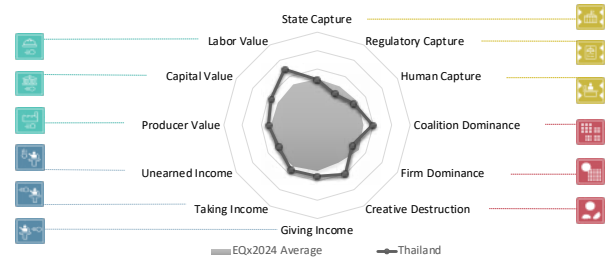 State Capture
Labor Value
Regulatory Capture
Capital Value
Human Capture
Producer Value
Coalition Dominance
Unearned Income
Firm Dominance
Taking Income
Creative Destruction
Giving Income
EQx2024 Average
Thailand